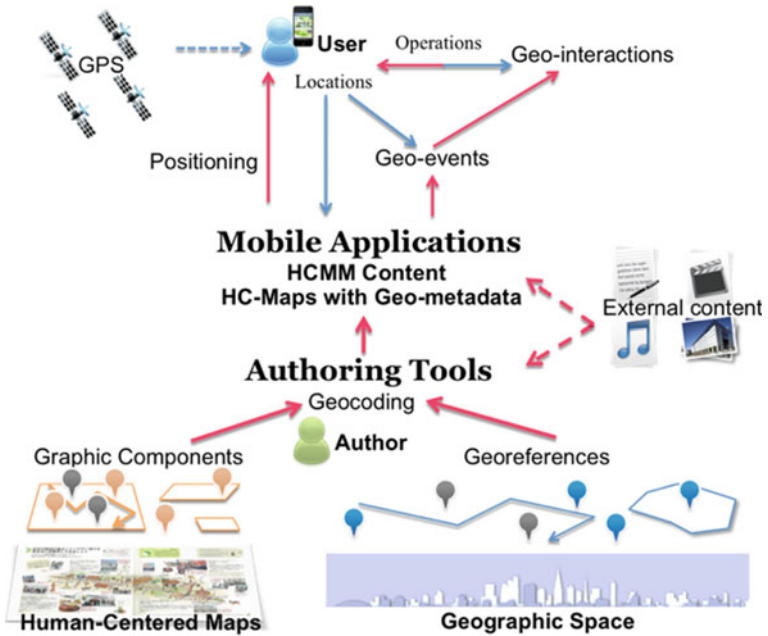 GPS
User
Operations
Geo-interactions
Locations
Positioning
Geo-events
Mobile Applications
HCMM Content
HC-Maps with Geo-metadata
External content
Authoring Tools
Geocoding
Author
Graphic Components
Georeferences
Human-Centered Maps
Geographic Space